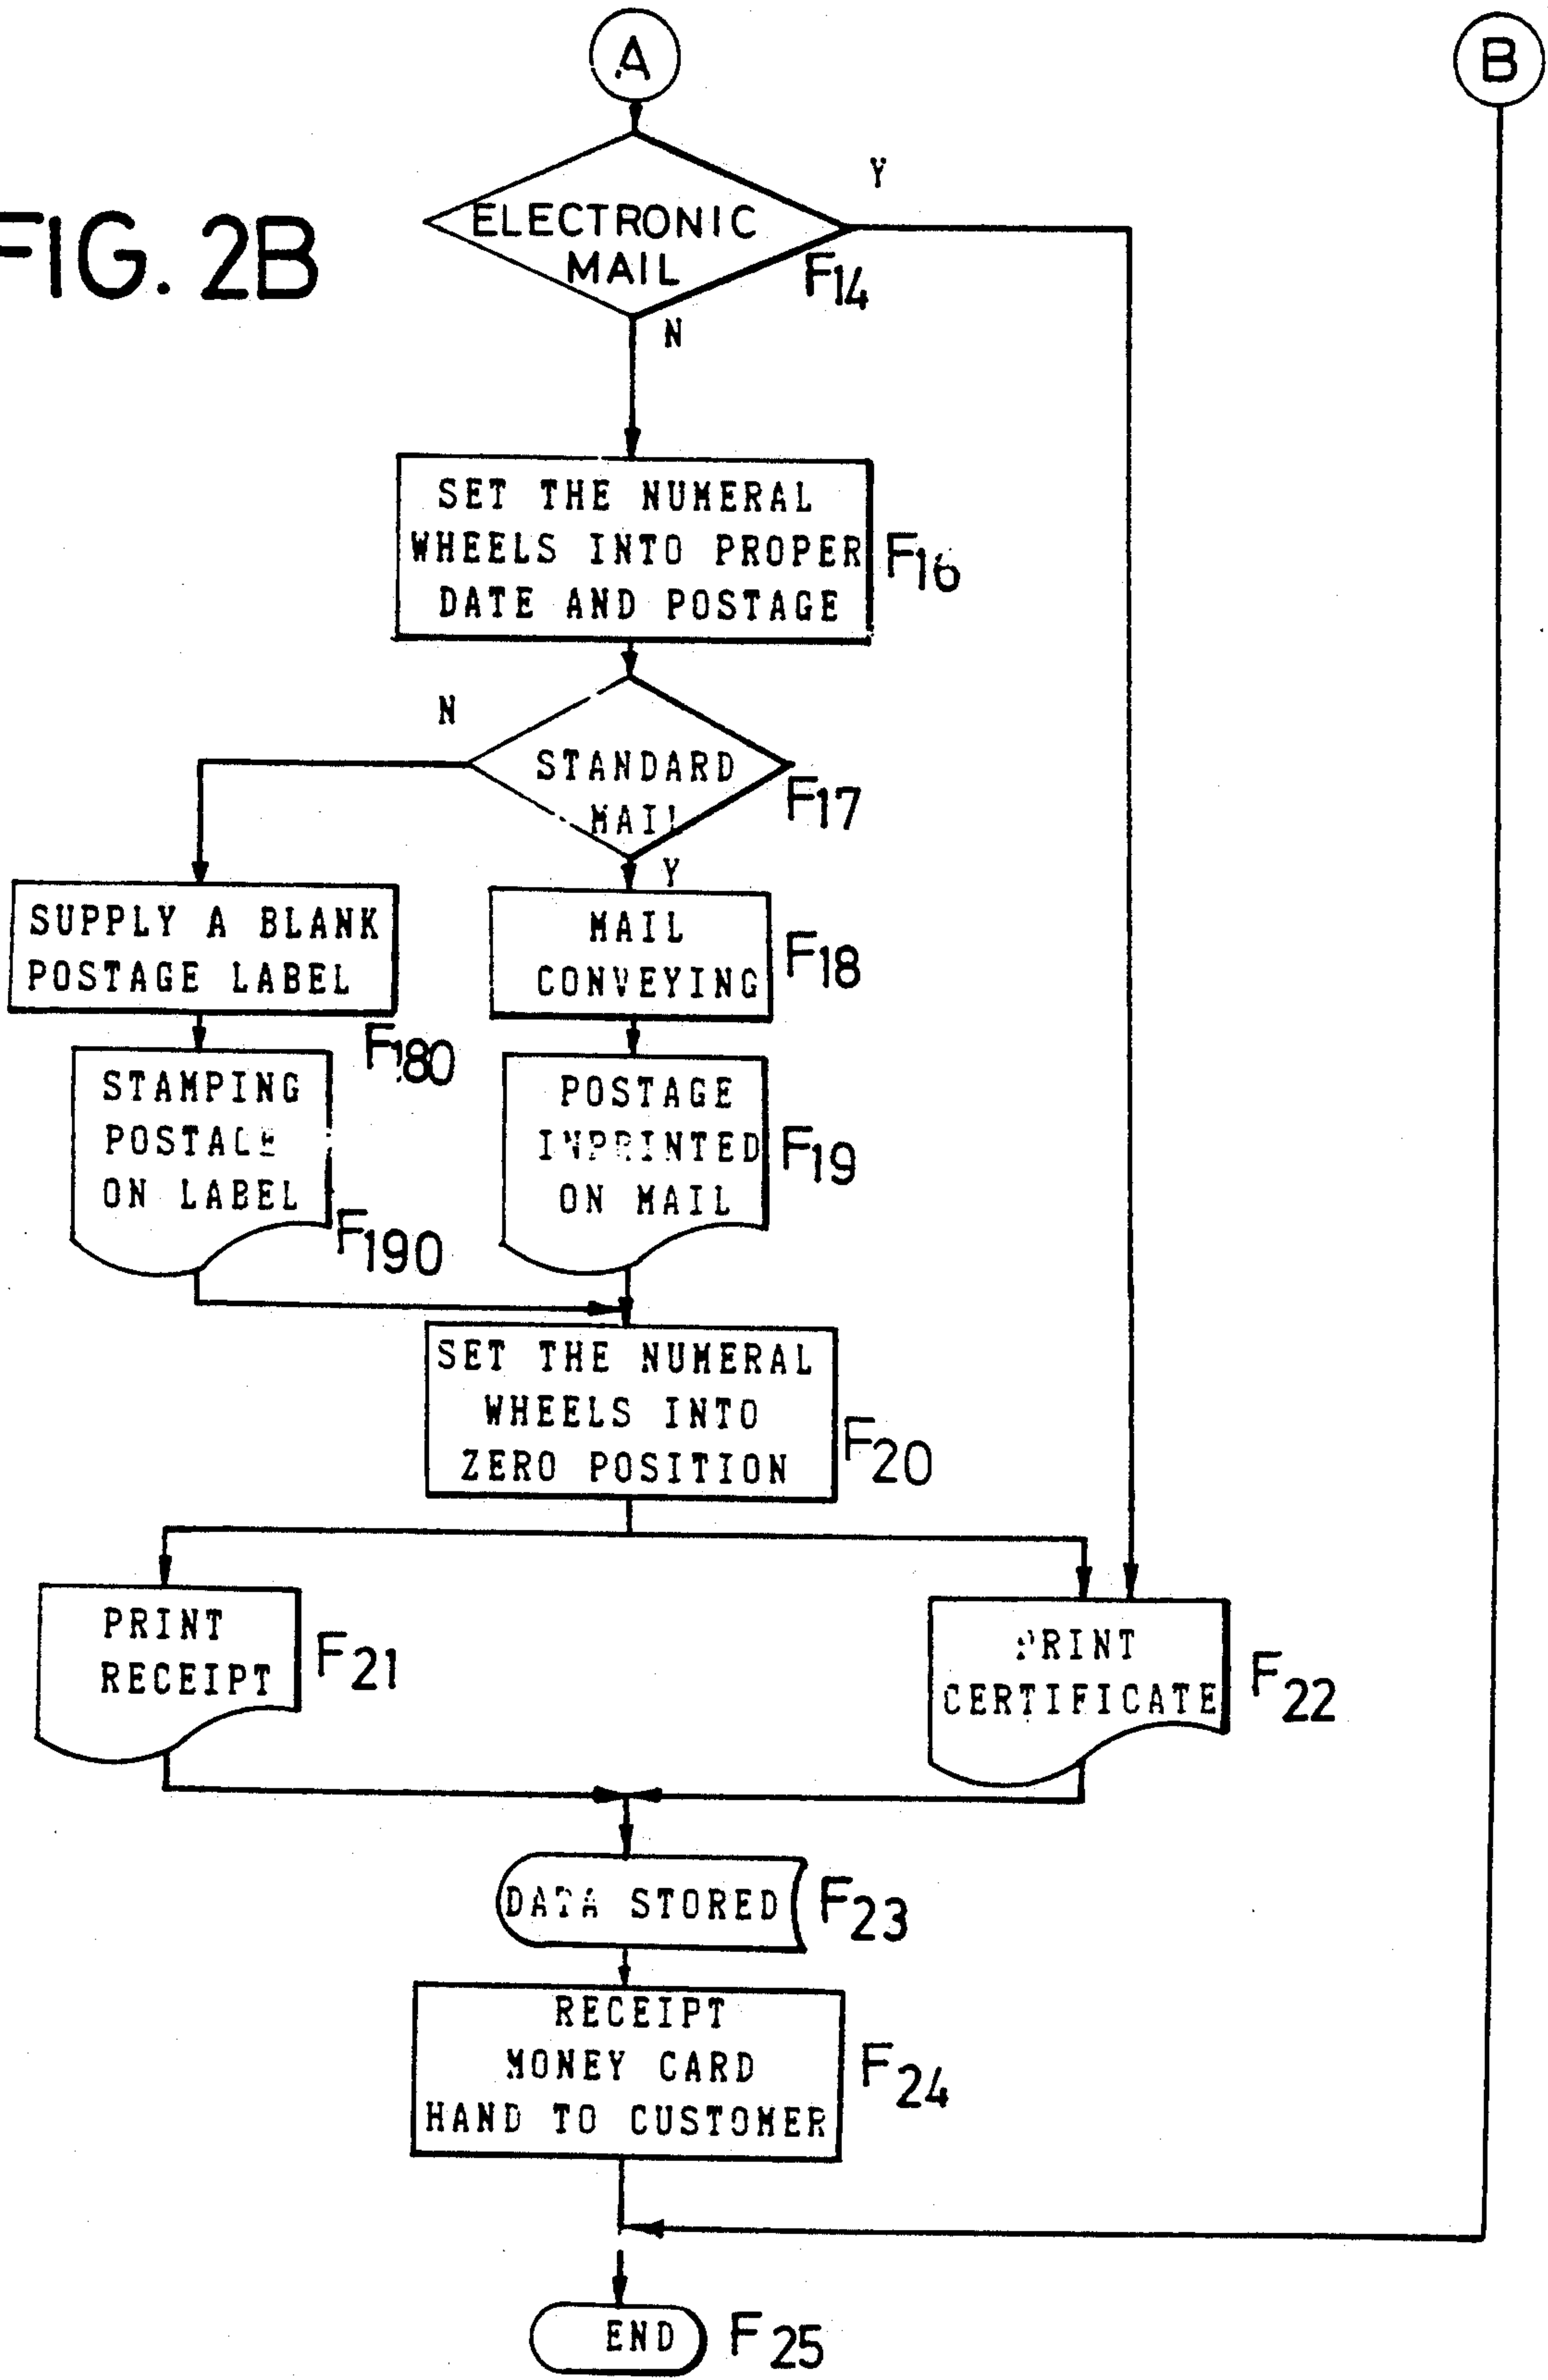 A
B
FIG. 2B
Y
ELECTRONIC
MAIL
F14
N
SET THE NUMERAL
WHEELS INTO PROPER
DATE AND POSTAGE
F16
N
STANDARD
MAIL
F17
Y
SUPPLY A BLANK
POSTAGE LABEL
F180
MAIL
CONVEYING
F18
STAMPING
POSTAGE
ON LABEL
F190
POSTAGE
INPRINTED
ON MAIL
F19
SET THE NUMERAL
WHEELS INTO
ZERO POSITION
F20
PRINT
RECEIPT
F21
PRINT
CERTIFICATE
F22
DATA STORED
F23
RECEIPT
MONEY CARD
HAND TO CUSTOMER
F24
END
F25